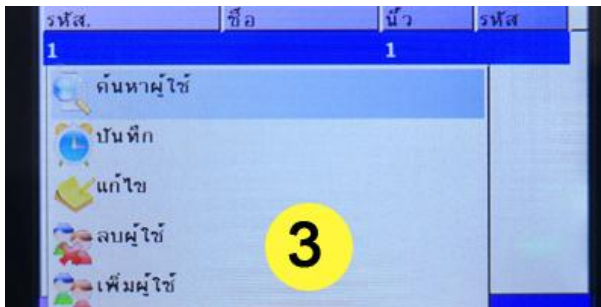 รหัส. ชื่อ นิ้ว รหัส
1 1
ค้นหาผู้ใช้
บันทึก
แก้ไข
ลบผู้ใช้
3
เพิ่มผู้ใช้